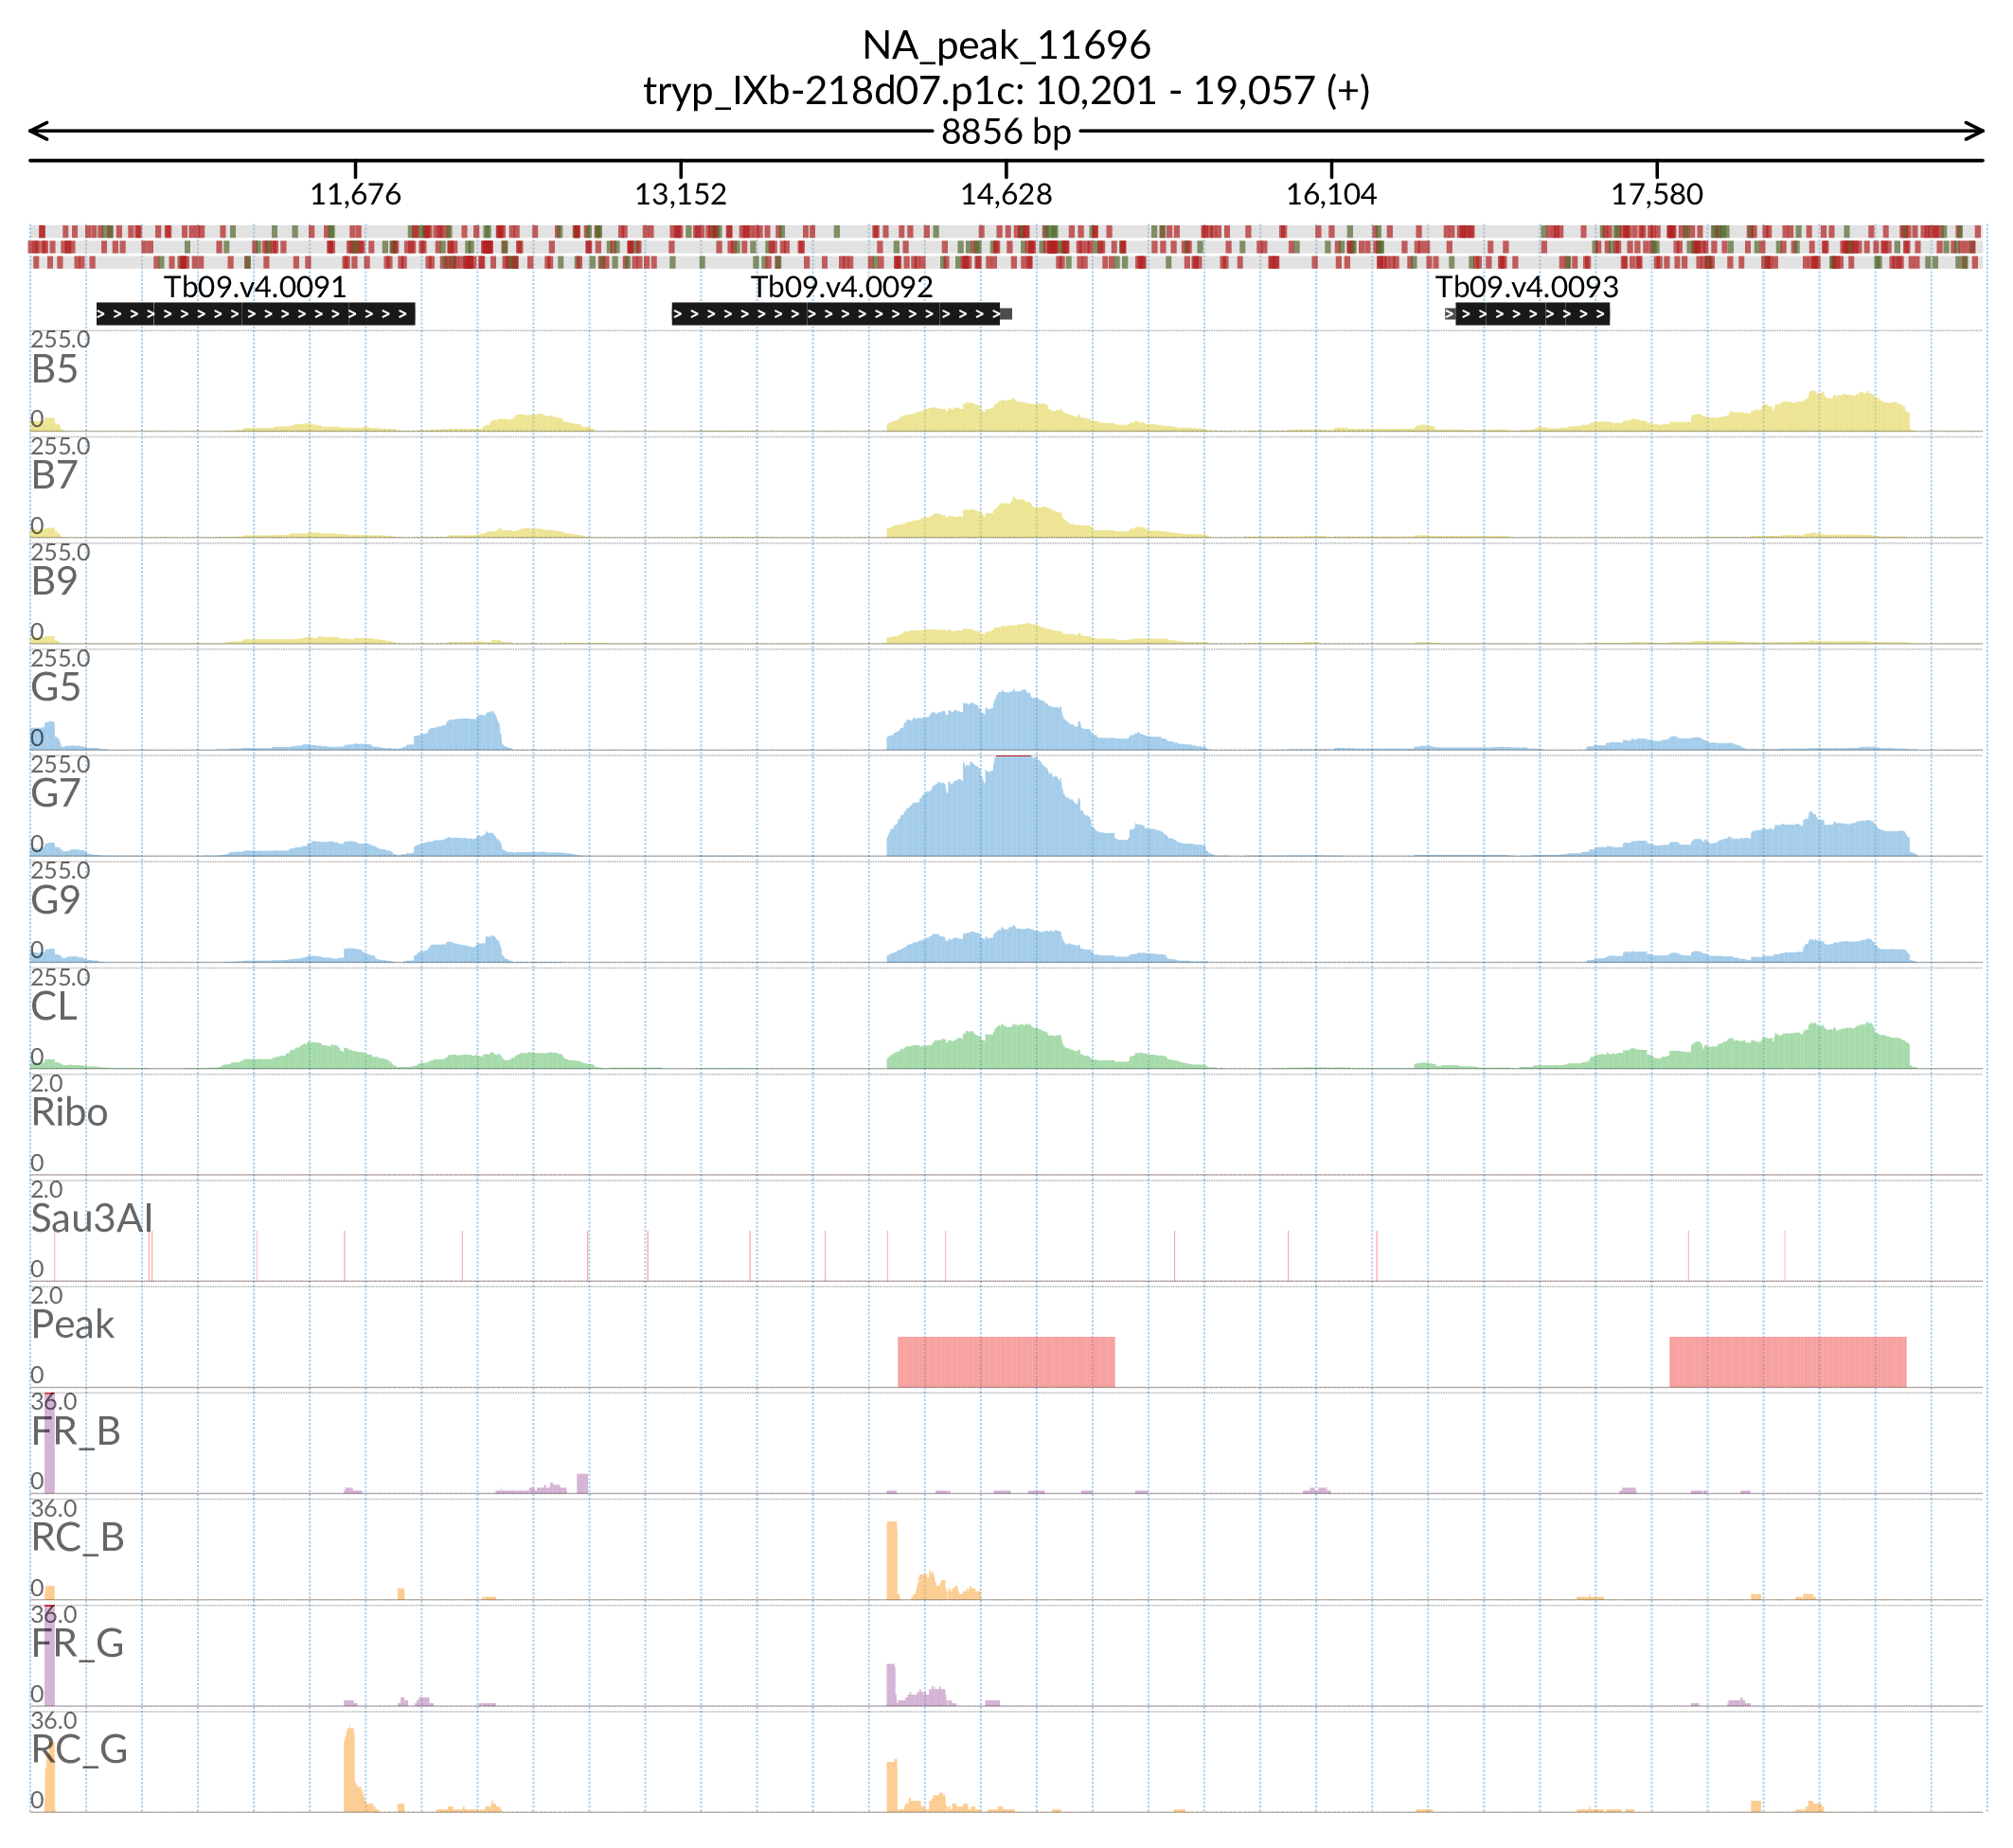 NA_peak_11696
tryp_IXb-218d07.p1c: 10,201 - 19,057 (+)
8856 bp
11,676 13,152 14,628 16,104 17,580
Tb09.v4.0091 Tb09.v4.0092 Tb09.v4.0093
255.0
B5
0
255.0
B7
0
255.0
B9
0
255.0
G5
0
255.0
G7
0
255.0
G9
0
255.0
CL
0
2.0
Ribo
0
2.0
Sau3AI
0
2.0
Peak
0
36.0
FR_B
0
36.0
RC_B
0
36.0
FR_G
0
36.0
RC_G
0